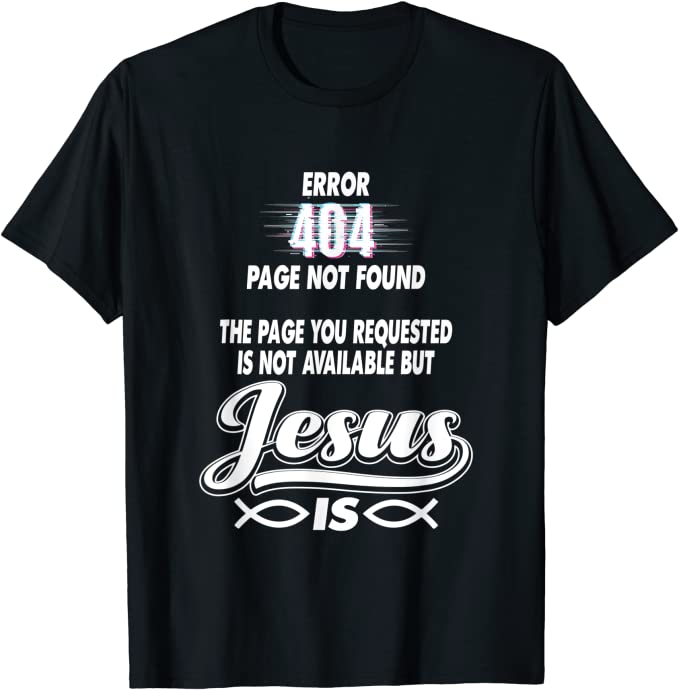 ERROR
404
PAGE NOT FOUND
THE PAGE YOU REQUESTED
IS NOT AVAILABLE BUT
Jesus
IS